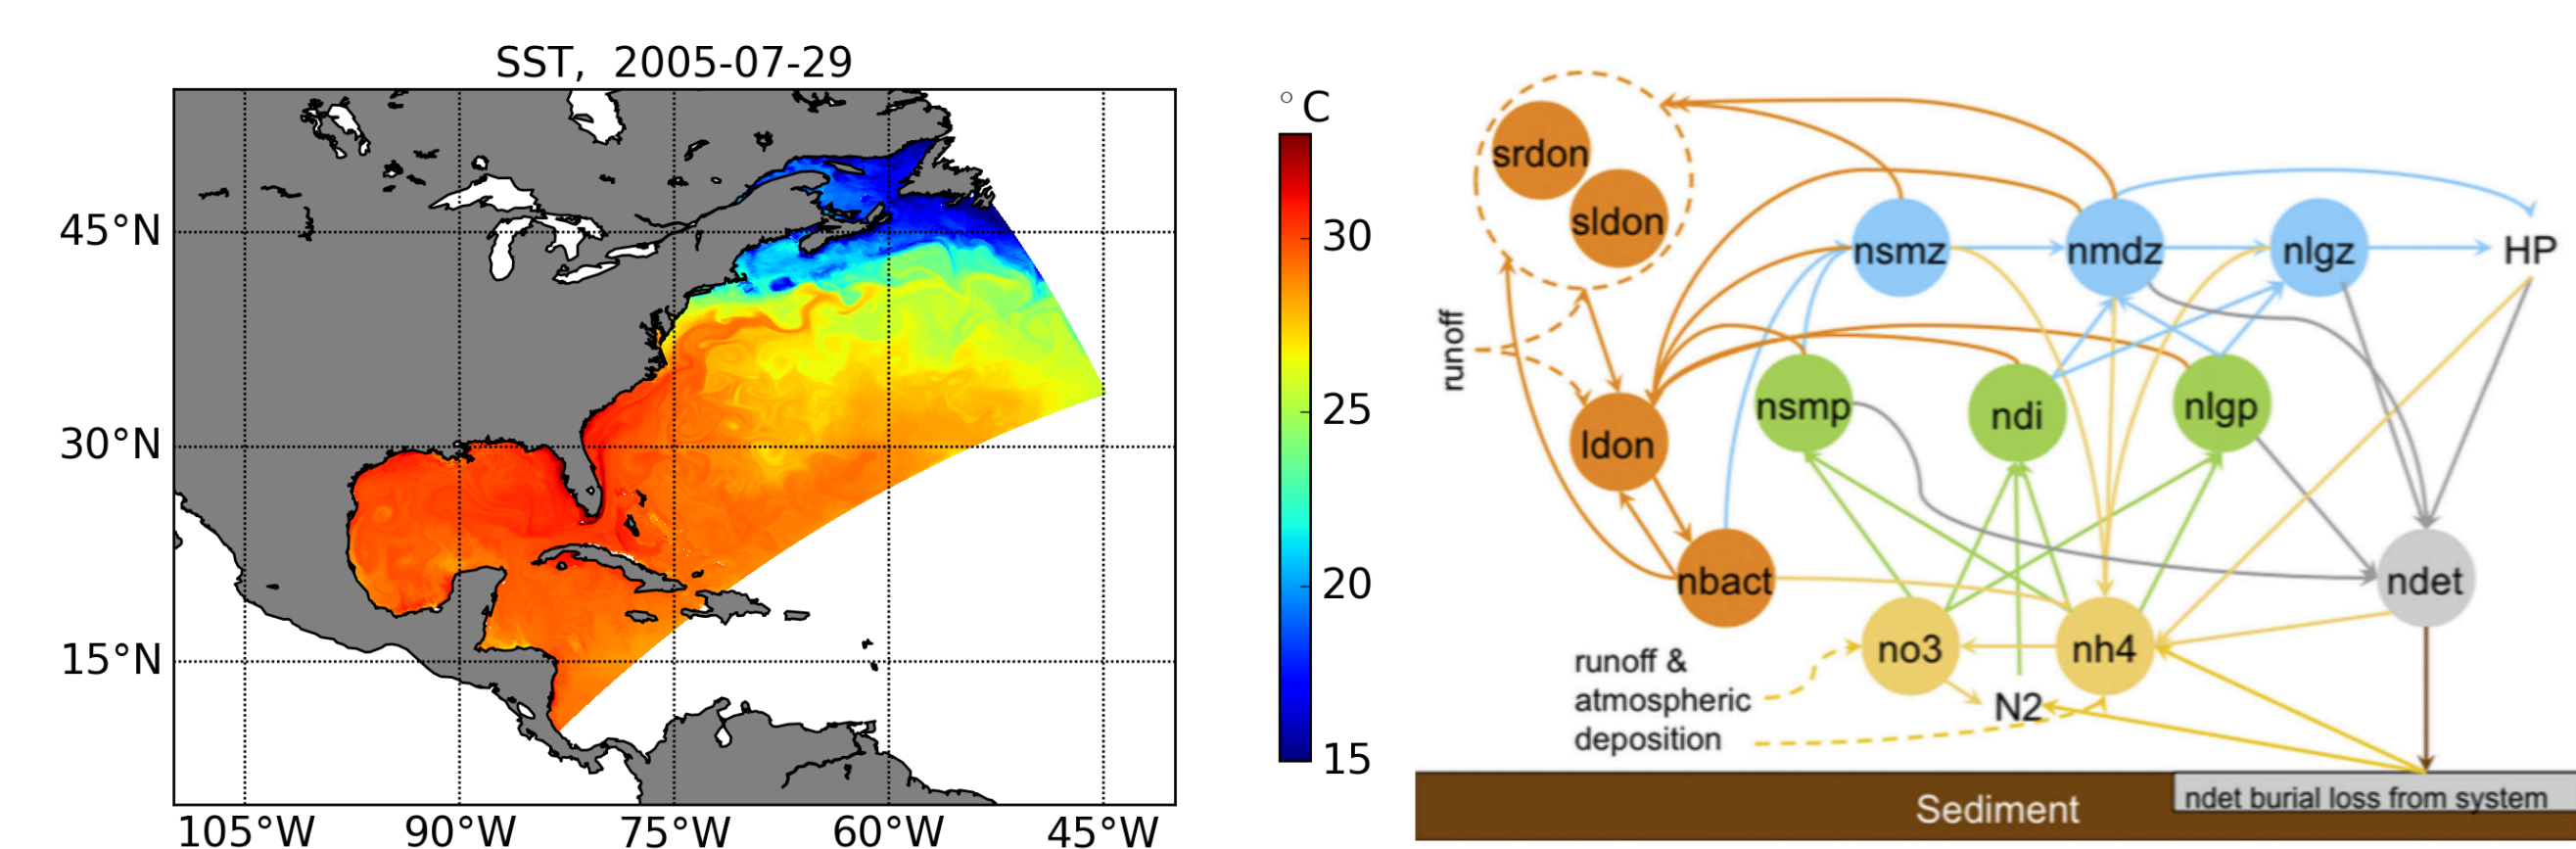 SST, 2005-07-29
°C
45°N
30°N
15°N
105°W 90°W 75°W 60°W 45°W
30
25
20
15
srdon
sldon
nsmz nmdz nlgz HP
runoff
nsmp ndi nlgp
ldon
nbact ndet
no3 nh4
runoff &
atmospheric
deposition
N2
Sediment
ndet burial loss from system